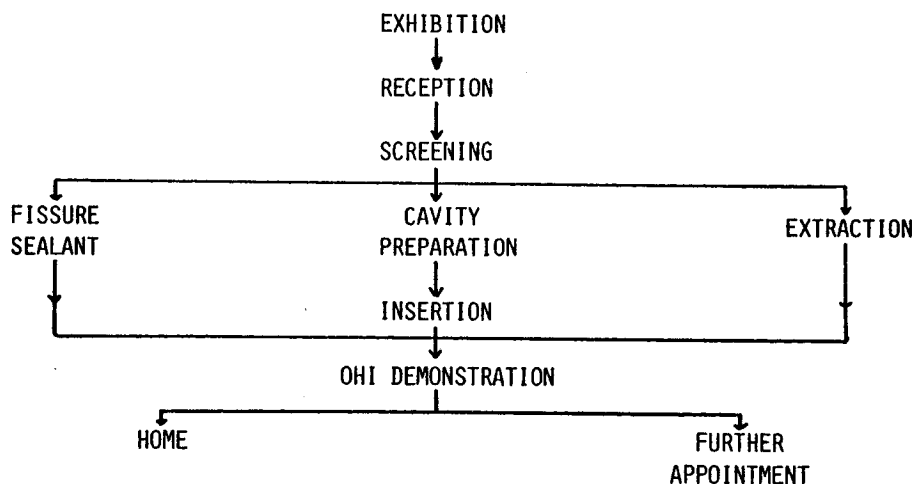 EXHIBITION
RECEPTION
SCREENING
FISSURE
SEALANT
CAVITY
PREPARATION
EXTRACTION
INSERTION
OHI DEMONSTRATION
HOME
FURTHER
APPOINTMENT